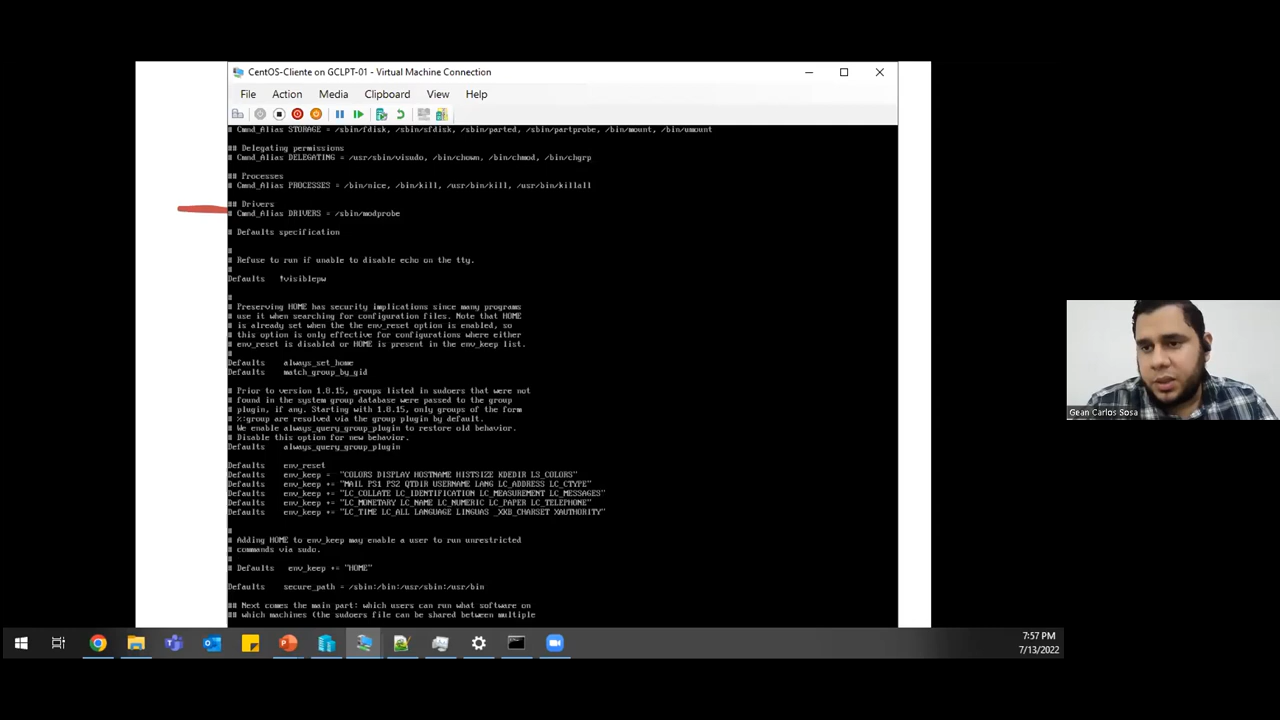 CentOS-Cliente on GCLPT-01 - Virtual Machine Connection
File Action Media Clipboard View Help
# Cmnd_Alias STORAGE = /sbin/fdisk, /sbin/sfdisk, /sbin/parted, /sbin/partprobe, /bin/mount, /bin/umount
## Delegating permissions
# Cmnd_Alias DELEGATING = /usr/sbin/visudo, /bin/chown, /bin/chmod, /bin/chgrp
## Processes
# Cmnd_Alias PROCESSES = /bin/nice, /bin/kill, /usr/bin/kill, /usr/bin/killall
## Drivers
# Cmnd_Alias DRIVERS = /sbin/modprobe
# Defaults specification
#
# Refuse to run if unable to disable echo on the tty.
#
Defaults !visiblepw
#
# Preserving HOME has security implications since many programs
# use it when searching for configuration files. Note that HOME
# is already set when the the env_reset option is enabled, so
# this option is only effective for configurations where either
# env_reset is disabled or HOME is present in the env_keep list.
#
Defaults always_set_home
Defaults match_group_by_gid
# Prior to version 1.8.15, groups listed in sudoers that were not
# found in the system group database were passed to the group
# plugin, if any. Starting with 1.8.15, only groups of the form
# %:group are resolved via the group plugin by default.
# We enable always_query_group_plugin to restore old behavior.
# Disable this option for new behavior.
Defaults always_query_group_plugin
Defaults env_reset
Defaults env_keep = "COLORS DISPLAY HOSTNAME HISTSIZE KDEDIR LS_COLORS"
Defaults env_keep += "MAIL PS1 PS2 QTDIR USERNAME LANG LC_ADDRESS LC_CTYPE"
Defaults env_keep += "LC_COLLATE LC_IDENTIFICATION LC_MEASUREMENT LC_MESSAGES"
Defaults env_keep += "LC_MONETARY LC_NAME LC_NUMERIC LC_PAPER LC_TELEPHONE"
Defaults env_keep += "LC_TIME LC_ALL LANGUAGE LINGUAS _XKB_CHARSET XAUTHORITY"
#
# Adding HOME to env_keep may enable a user to run unrestricted
# commands via sudo.
#
# Defaults env_keep += "HOME"
Defaults secure_path = /sbin:/bin:/usr/sbin:/usr/bin
## Next comes the main part: which users can run what software on
## which machines (the sudoers file can be shared between multiple
7:57 PM
7/13/2022
Gean Carlos Sosa